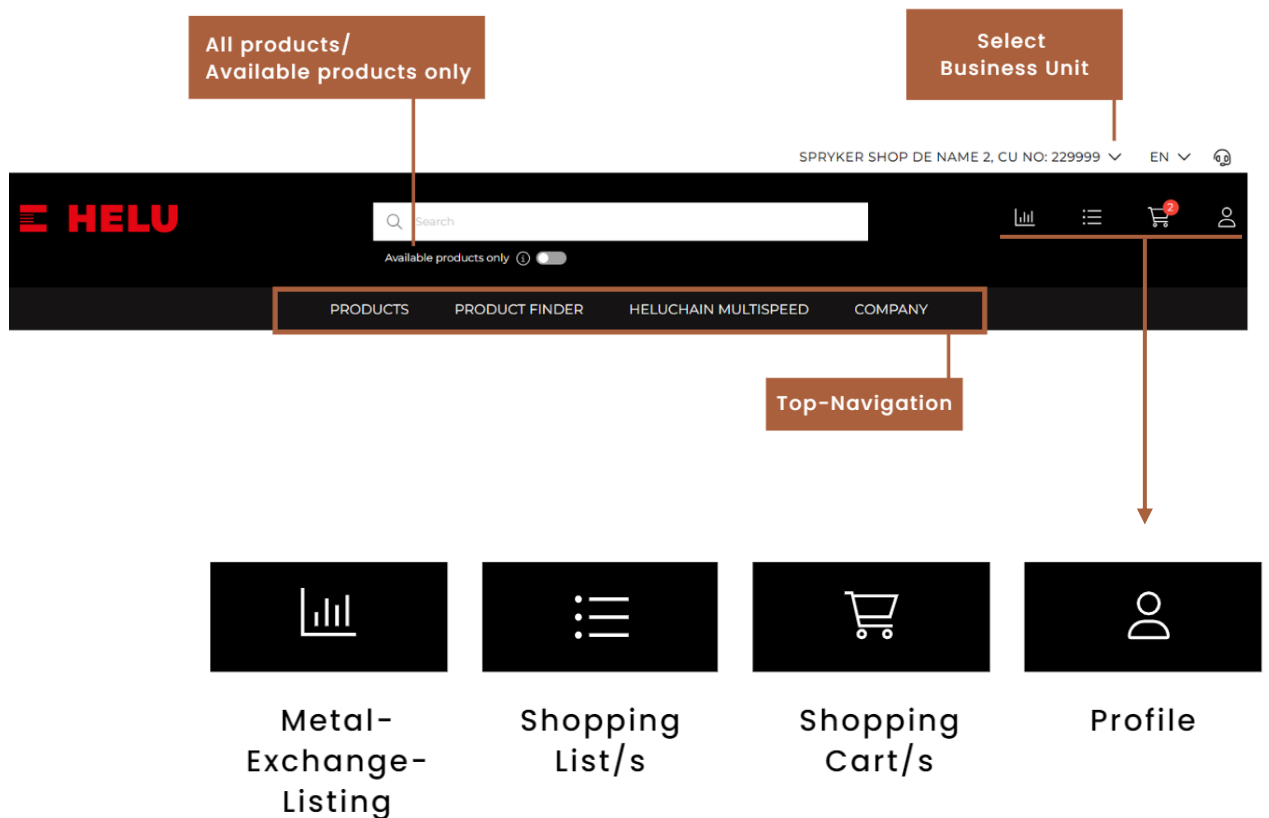 All products/
Available products only
Select
Business Unit
SPRYKER SHOP DE NAME 2, CU NO: 229999
EN
HELU
Search
2
Available products only
PRODUCTS
PRODUCT FINDER
HELUCHAIN MULTISPEED
COMPANY
Top-Navigation
Metal-
Exchange-
Listing
Shopping
List/s
Shopping
Cart/s
Profile